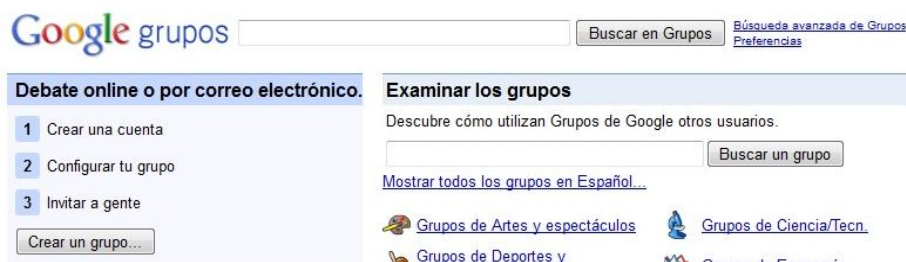 Google grupos
Buscar en Grupos
Búsqueda avanzada de Grupos
Preferencias
Debate online o por correo electrónico.
1 Crear una cuenta
2 Configurar tu grupo
3 Invitar a gente
Crear un grupo...
Examinar los grupos
Descubre cómo utilizan Grupos de Google otros usuarios.
Buscar un grupo
Mostrar todos los grupos en Español...
Grupos de Artes y espectáculos
Grupos de Ciencia/Tecn.
Grupos de Deportes y